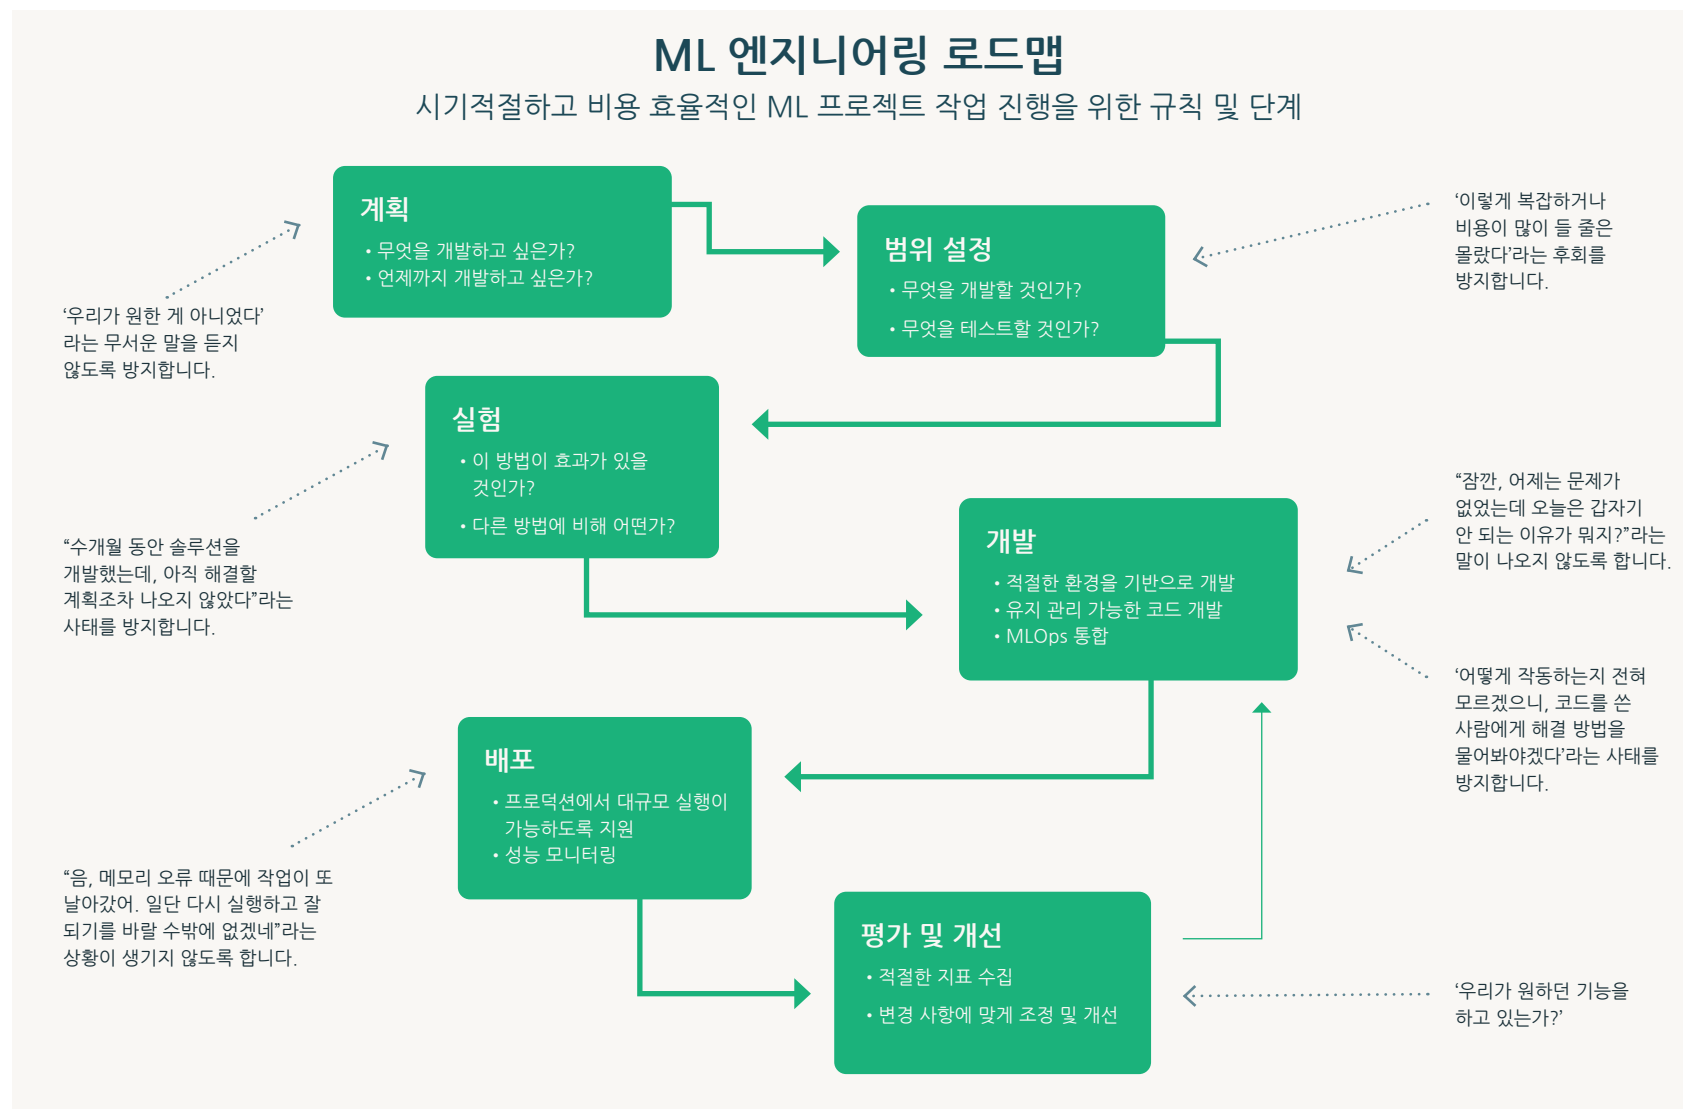 ML 엔지니어링 로드맵
시기적절하고 비용 효율적인 ML 프로젝트 작업 진행을 위한 규칙 및 단계
계획
• 무엇을 개발하고 싶은가?
• 언제까지 개발하고 싶은가?
‘우리가 원한 게 아니었다’
라는 무서운 말을 듣지
않도록 방지합니다.
범위 설정
• 무엇을 개발할 것인가?
• 무엇을 테스트할 것인가?
‘이렇게 복잡하거나
비용이 많이 들 줄은
몰랐다’라는 후회를
방지합니다.
실험
• 이 방법이 효과가 있을
것인가?
• 다른 방법에 비해 어떤가?
“수개월 동안 솔루션을
개발했는데, 아직 해결할
계획조차 나오지 않았다”라는
사태를 방지합니다.
개발
• 적절한 환경을 기반으로 개발
• 유지 관리 가능한 코드 개발
• MLOps 통합
“잠깐, 어제는 문제가
없었는데 오늘은 갑자기
안 되는 이유가 뭐지?”라는
말이 나오지 않도록 합니다.
‘어떻게 작동하는지 전혀
모르겠으니, 코드를 쓴
사람에게 해결 방법을
물어봐야겠다’라는 사태를
방지합니다.
배포
• 프로덕션에서 대규모 실행이
가능하도록 지원
• 성능 모니터링
“음, 메모리 오류 때문에 작업이 또
날아갔어. 일단 다시 실행하고 잘
되기를 바랄 수밖에 없겠네”라는
상황이 생기지 않도록 합니다.
평가 및 개선
• 적절한 지표 수집
• 변경 사항에 맞게 조정 및 개선
‘우리가 원하던 기능을
하고 있는가?’